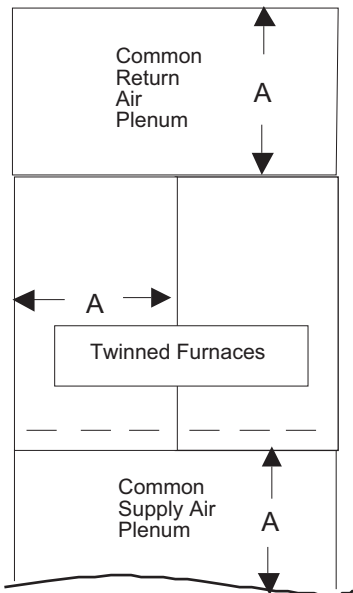 Common
Return
Air
Plenum
A
A
Twinned Furnaces
Common
Supply Air
Plenum
A